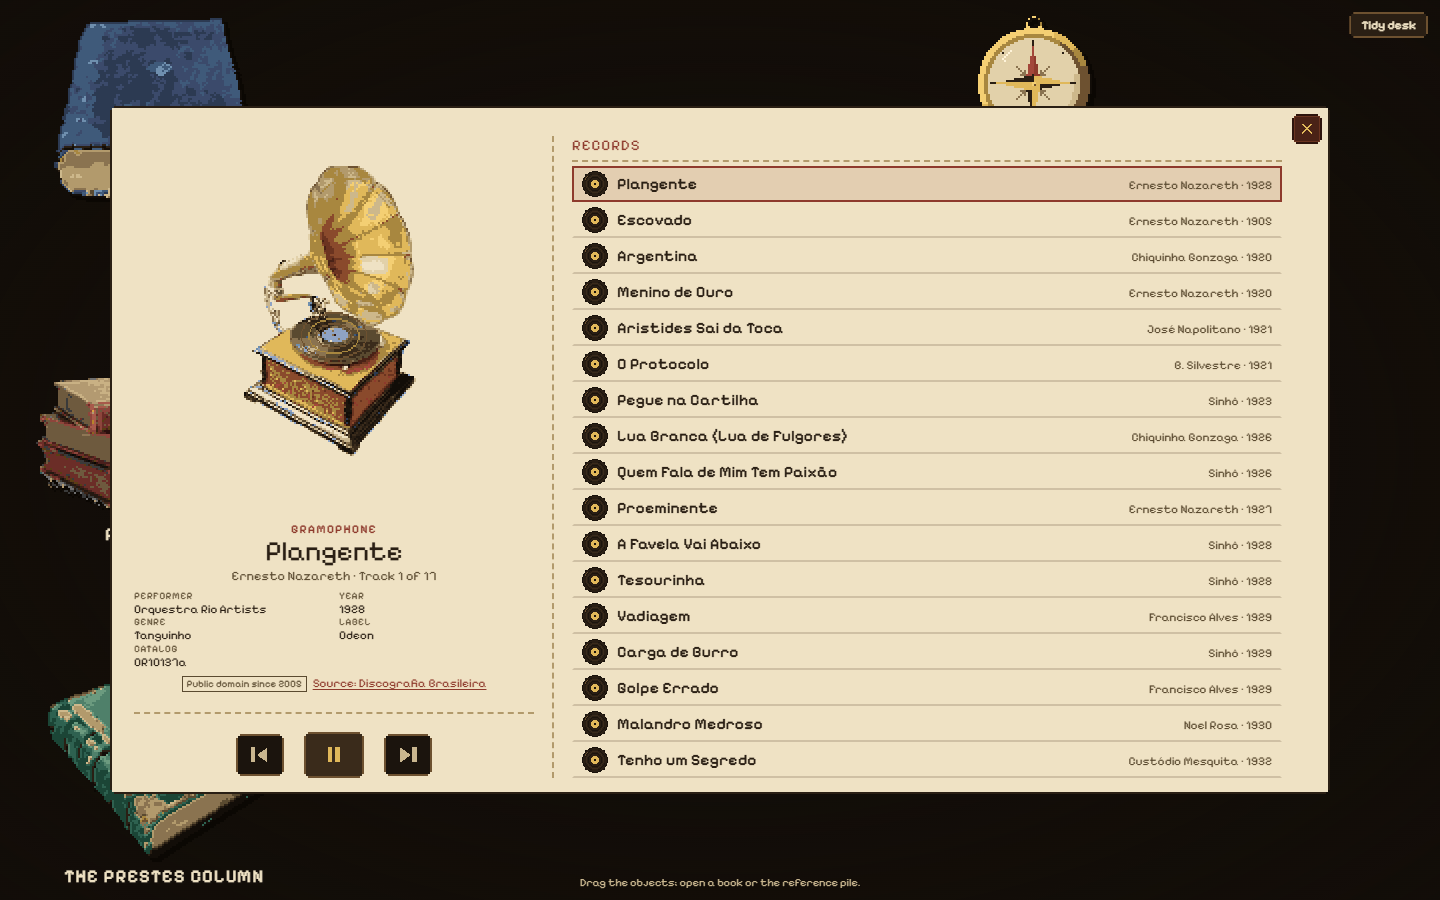 Tidy desk
RECORDS
Plangente
Ernesto Nazareth · 1928
Escovado
Ernesto Nazareth · 1905
Argentina
Chiquinha Gonzaga · 1920
Menino de Ouro
Ernesto Nazareth · 1920
Aristides Sai da Toca
José Napolitano · 1921
O Protocolo
G. Silvestre · 1921
Pegue na Cartilha
Sinhô · 1923
Lua Branca (Lua de Fulgores)
Chiquinha Gonzaga · 1926
Quem Fala de Mim Tem Paixão
Sinhô · 1926
Proeminente
Ernesto Nazareth · 1927
A Favela Vai Abaixo
Sinhô · 1928
Tesourinha
Sinhô · 1928
Vadiagem
Francisco Alves · 1929
Carga de Burro
Sinhô · 1929
Golpe Errado
Francisco Alves · 1929
Malandro Medroso
Noel Rosa · 1930
Tenho um Segredo
Custódio Mesquita · 1932
GRAMOPHONE
Plangente
Ernesto Nazareth · Track 1 of 17
PERFORMER
Orquestra Rio Artists
YEAR
1928
GENRE
Tanguinho
LABEL
Odeon
CATALOG
OR10137a
Public domain since 2005
Source: Discografia Brasileira
THE PRESTES COLUMN
Drag the objects; open a book or the reference pile.